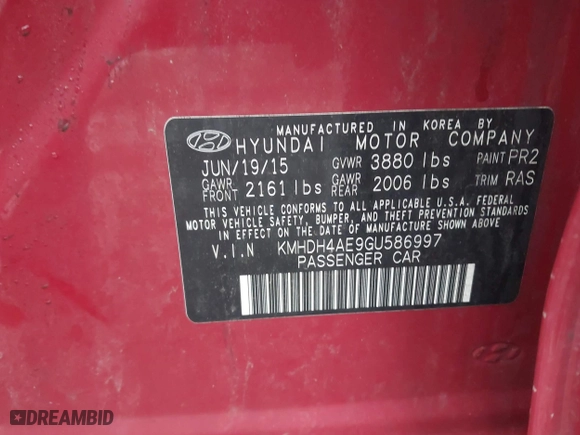 MANUFACTURED IN KOREA BY
HYUNDAI MOTOR COMPANY
JUN/19/15 GVWR 3880 lbs PAINT PR2
GAWR FRONT 2161 lbs GAWR REAR 2006 lbs TRIM RAS
THIS VEHICLE CONFORMS TO ALL APPLICABLE U.S.A. FEDERAL
MOTOR VEHICLE SAFETY, BUMPER, AND THEFT PREVENTION STANDARDS
IN EFFECT ON THE DATE OF MANUFACTURE SHOWN ABOVE.
V.I.N KMHDH4AE9GU586997
PASSENGER CAR
DREAMBID